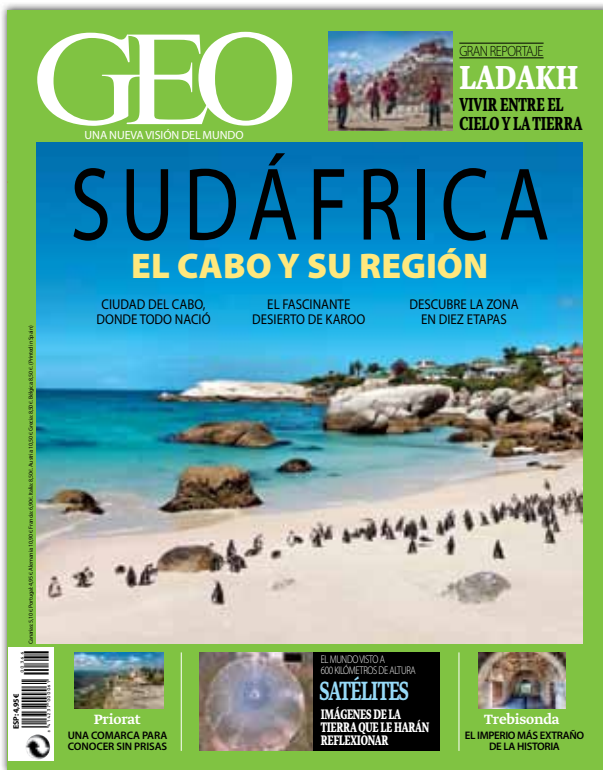 GEO
UNA NUEVA VISIÓN DEL MUNDO
GRAN REPORTAJE
LADAKH
VIVIR ENTRE EL
CIELO Y LA TIERRA
SUDÁFRICA
EL CABO Y SU REGIÓN
CIUDAD DEL CABO,
DONDE TODO NACIÓ
EL FASCINANTE
DESIERTO DE KAROO
DESCUBRE LA ZONA
EN DIEZ ETAPAS
ESP: 4,95 €
Priorat
UNA COMARCA PARA
CONOCER SIN PRISAS
EL MUNDO VISTO A
600 KILÓMETROS DE ALTURA
SATÉLITES
IMÁGENES DE LA
TIERRA QUE LE HARÁN
REFLEXIONAR
Trebisonda
EL IMPERIO MÁS EXTRAÑO
DE LA HISTORIA